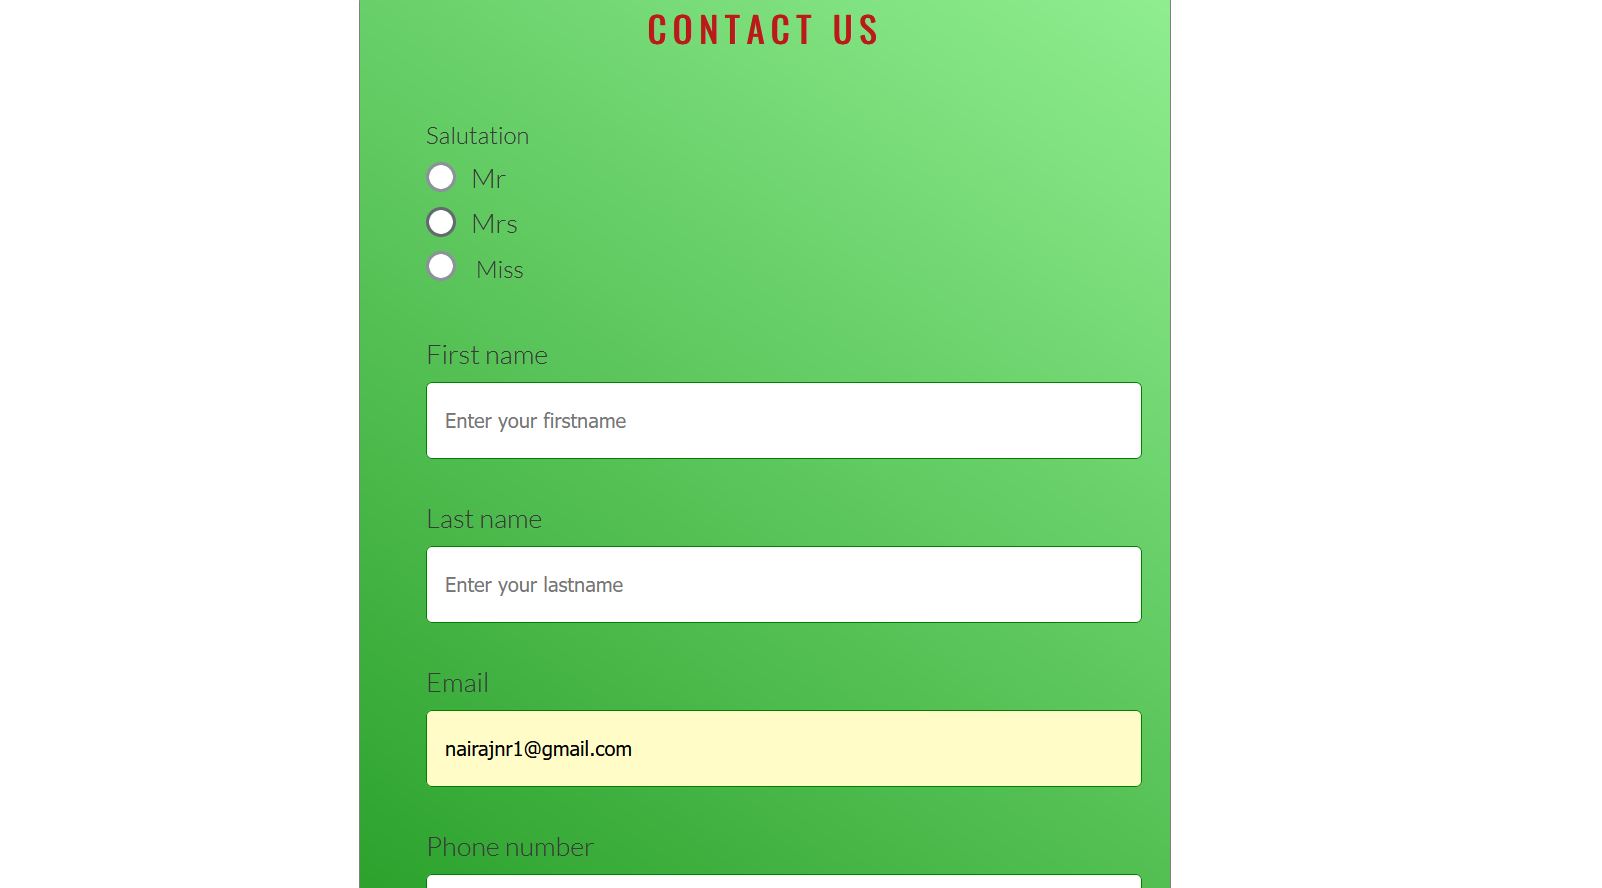 CONTACT US
Salutation
Mr
Mrs
Miss
First name
Enter your firstname
Last name
Enter your lastname
Email
nairajnr1@gmail.com
Phone number